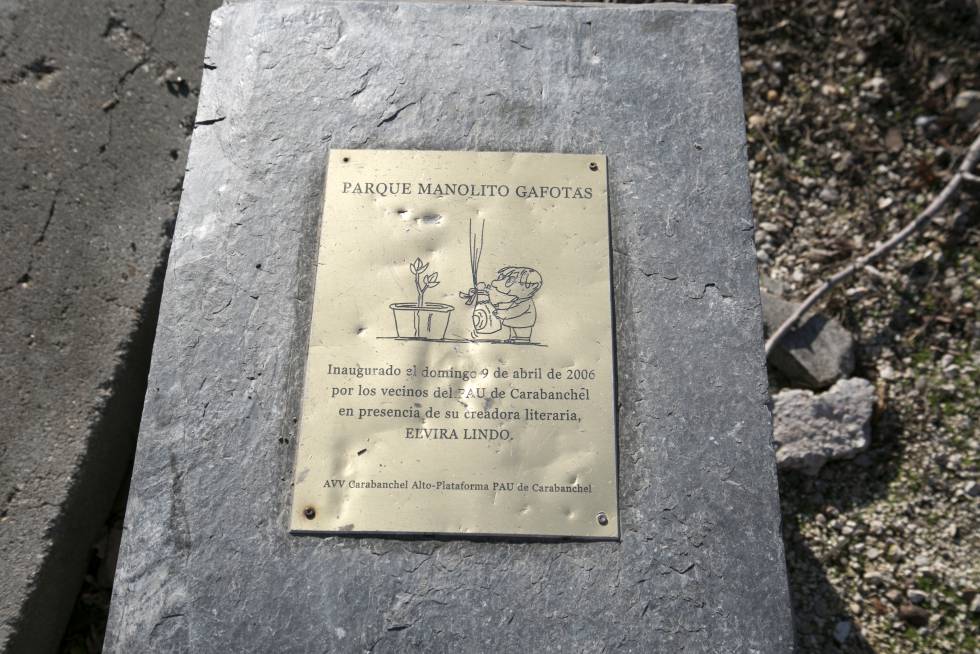 PARQUE MANOLITO GAFOTAS
Inaugurado el domingo 9 de abril de 2006
por los vecinos del PAU de Carabanchel
en presencia de su creadora literaria,
ELVIRA LINDO.
AVV Carabanchel Alto-Plataforma PAU de Carabanchel